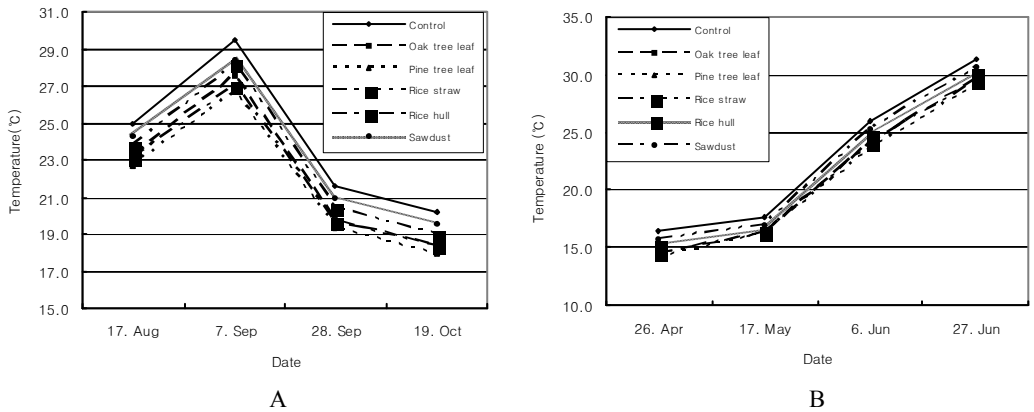 31.0
29.0
27.0
25.0
23.0
21.0
19.0
17.0
15.0
Temperature(℃)
Control
Oak tree leaf
Pine tree leaf
Rice straw
Rice hull
Sawdust
17. Aug
7. Sep
28. Sep
19. Oct
Date
A
35.0
30.0
25.0
20.0
15.0
10.0
Temperature (℃)
Control
Oak tree leaf
Pine tree leaf
Rice straw
Rice hull
Sawdust
26. Apr
17. May
6. Jun
27. Jun
Date
B